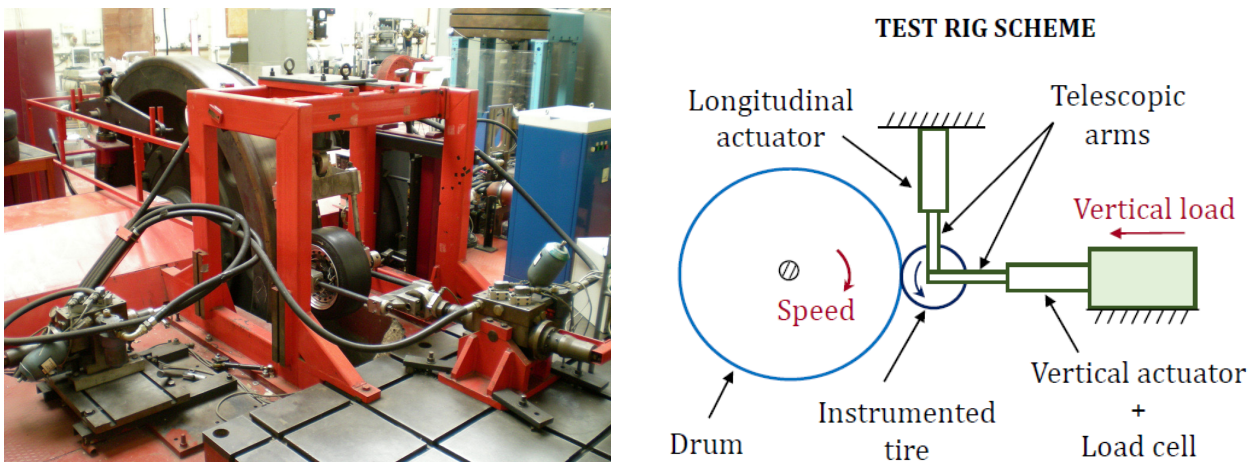 TEST RIG SCHEME
Longitudinal
actuator
Telescopic
arms
Vertical load
Speed
Drum
Instrumented
tire
Vertical actuator
+
Load cell